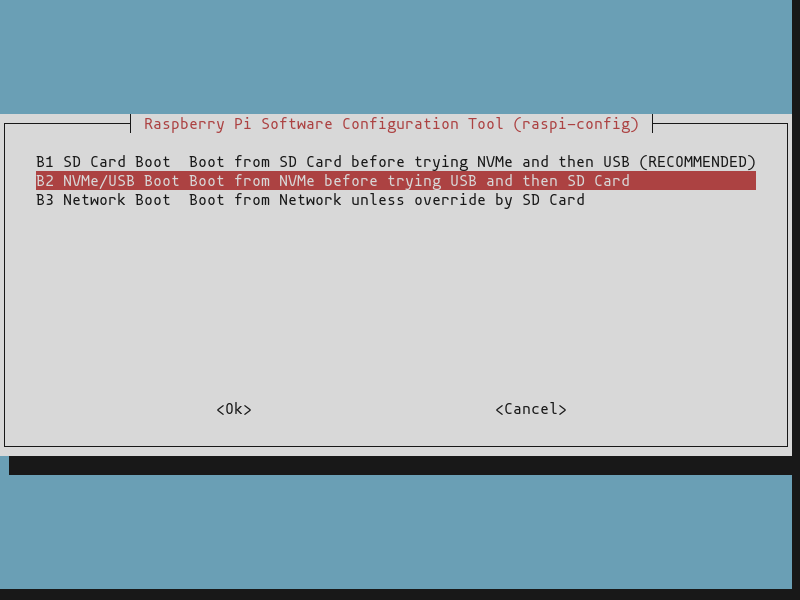 Raspberry Pi Software Configuration Tool (raspi-config)
B1 SD Card Boot  Boot from SD Card before trying NVMe and then USB (RECOMMENDED)
B2 NVMe/USB Boot Boot from NVMe before trying USB and then SD Card
B3 Network Boot  Boot from Network unless override by SD Card
<Ok> <Cancel>